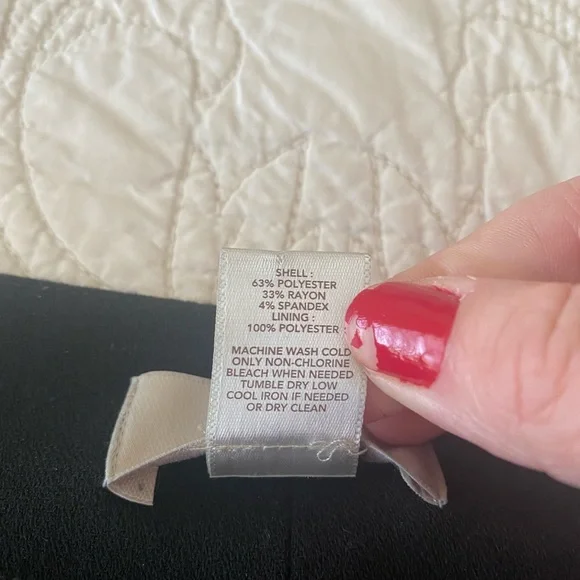 SHELL :
63% POLYESTER
33% RAYON
4% SPANDEX
LINING :
100% POLYESTER
MACHINE WASH COLD
ONLY NON-CHLORINE
BLEACH WHEN NEEDED
TUMBLE DRY LOW
COOL IRON IF NEEDED
OR DRY CLEAN